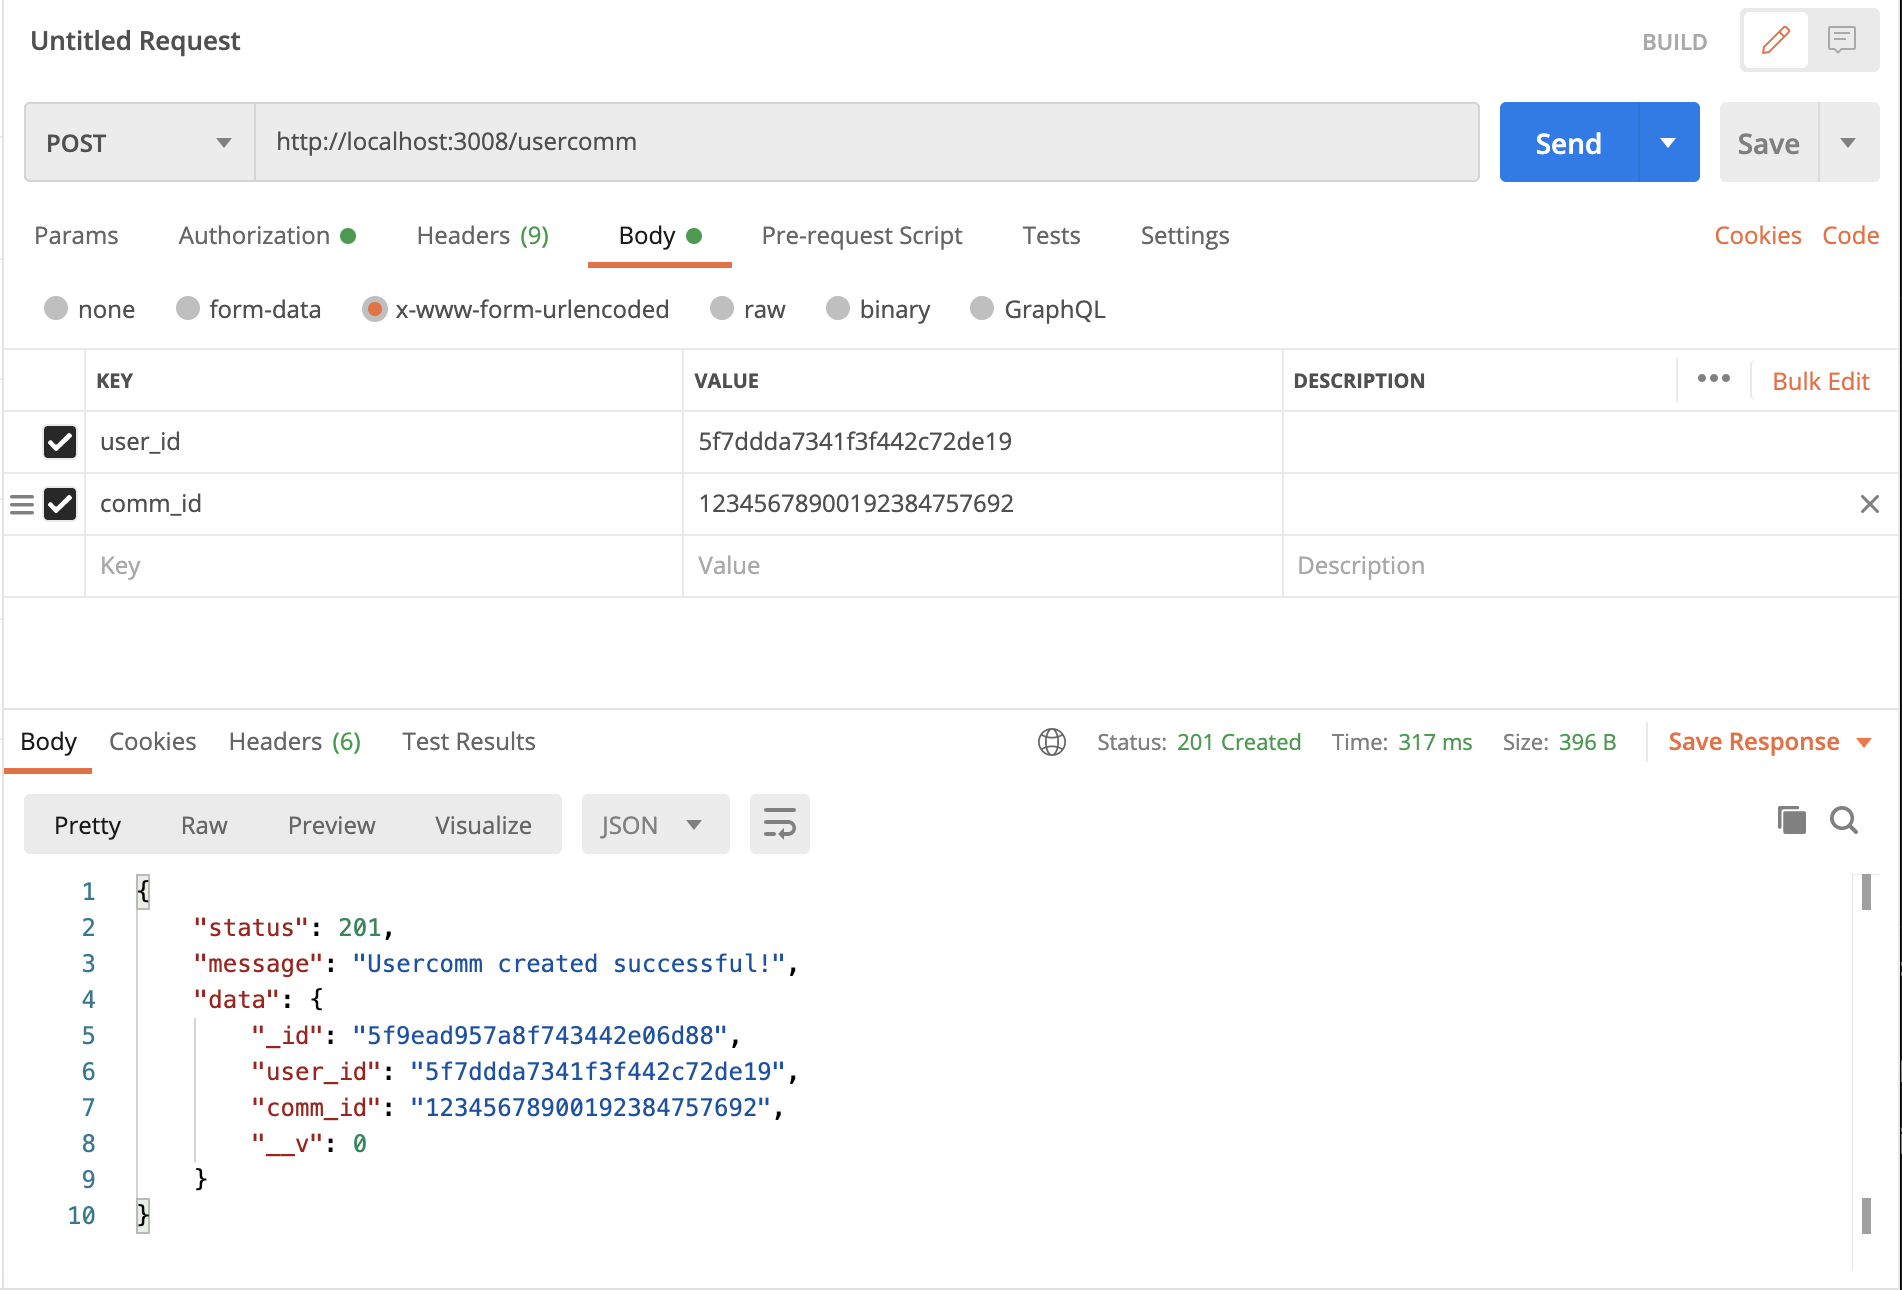 Untitled Request
BUILD
POST
http://localhost:3008/usercomm
Send
Save
Params Authorization Headers (9) Body Pre-request Script Tests Settings Cookies Code
none form-data x-www-form-urlencoded raw binary GraphQL
KEY VALUE DESCRIPTION ••• Bulk Edit
user_id 5f7ddda7341f3f442c72de19
comm_id 12345678900192384757692
Key Value Description
Body Cookies Headers (6) Test Results Status: 201 Created Time: 317 ms Size: 396 B Save Response
Pretty Raw Preview Visualize JSON
1 {
2 "status": 201,
3 "message": "Usercomm created successful!",
4 "data": {
5 "_id": "5f9ead957a8f743442e06d88",
6 "user_id": "5f7ddda7341f3f442c72de19",
7 "comm_id": "12345678900192384757692",
8 "__v": 0
9 }
10 }